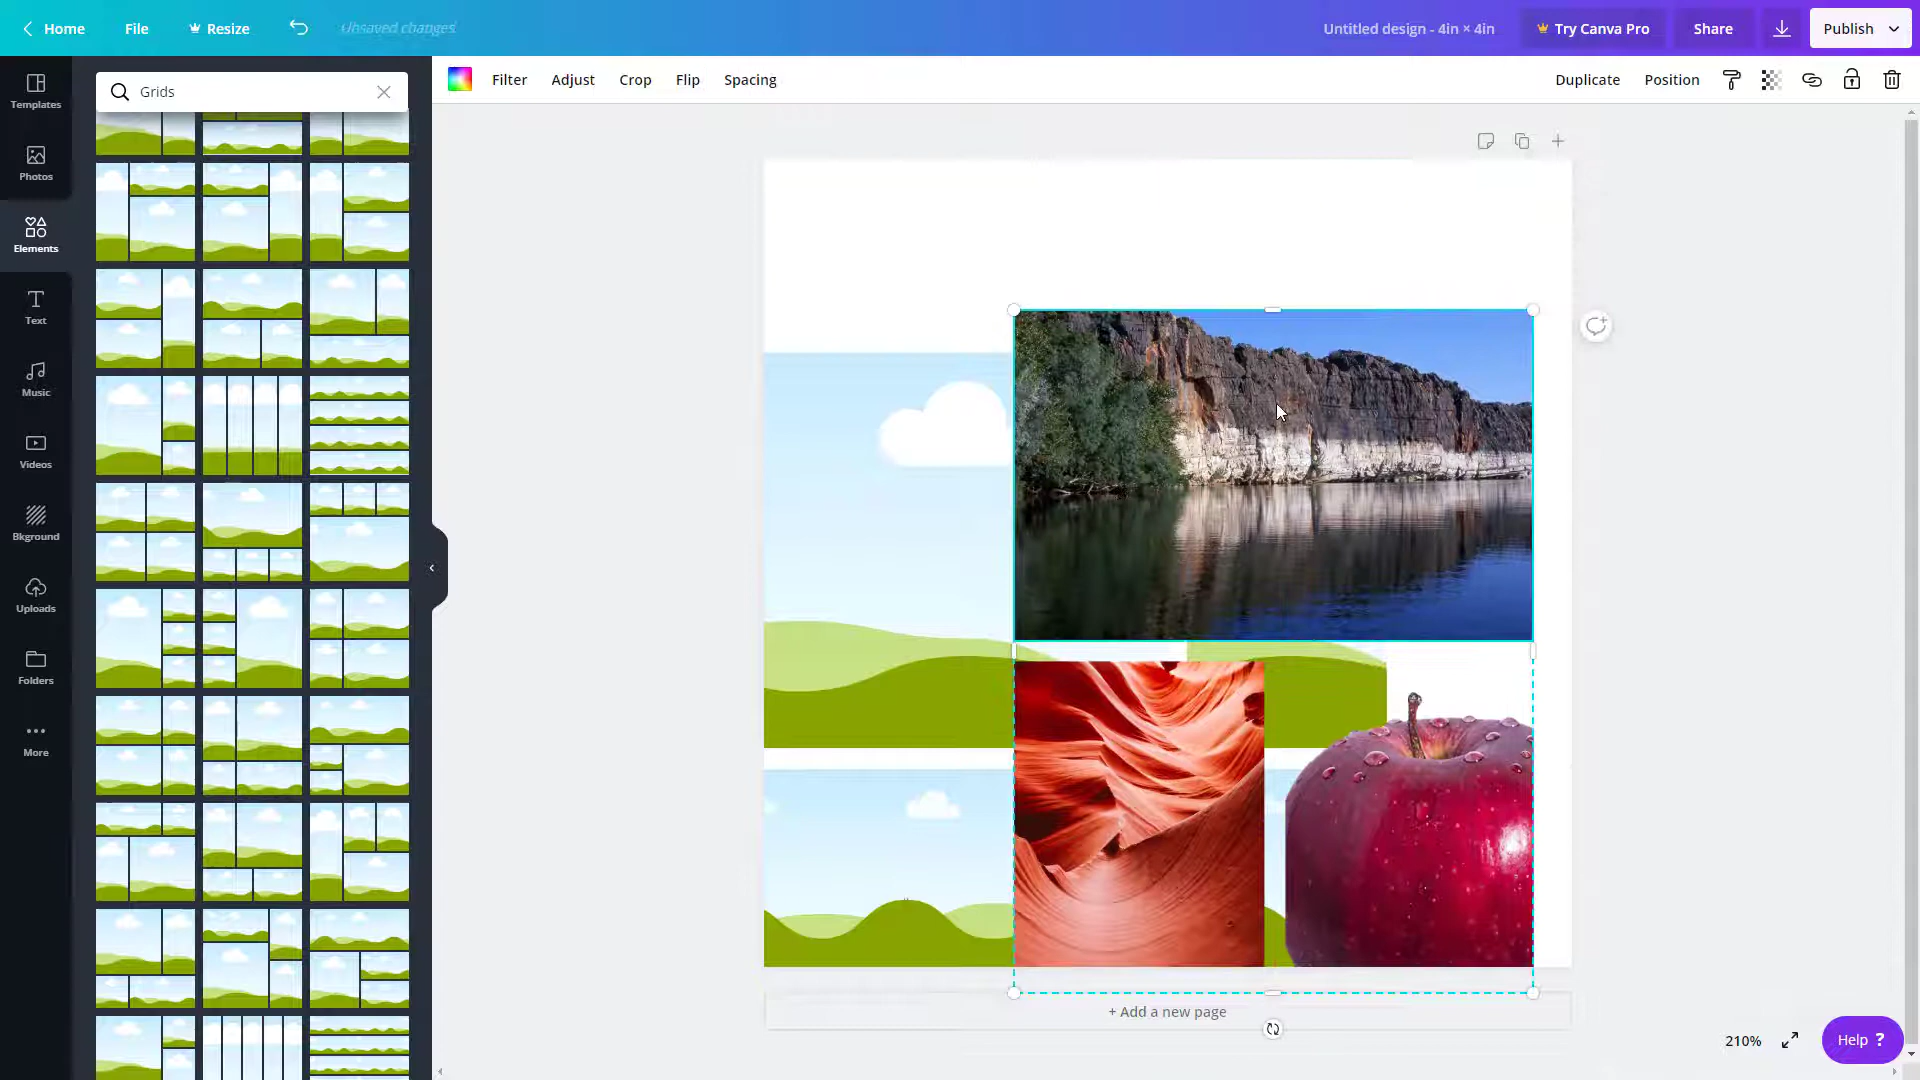 Home
File
Resize
Unsaved changes
Untitled design - 4in × 4in
Try Canva Pro
Share
Publish
Templates
Photos
Elements
Text
Music
Videos
Bkground
Uploads
Folders
More
Grids
Filter
Adjust
Crop
Flip
Spacing
Duplicate
Position
+ Add a new page
210%
Help ?